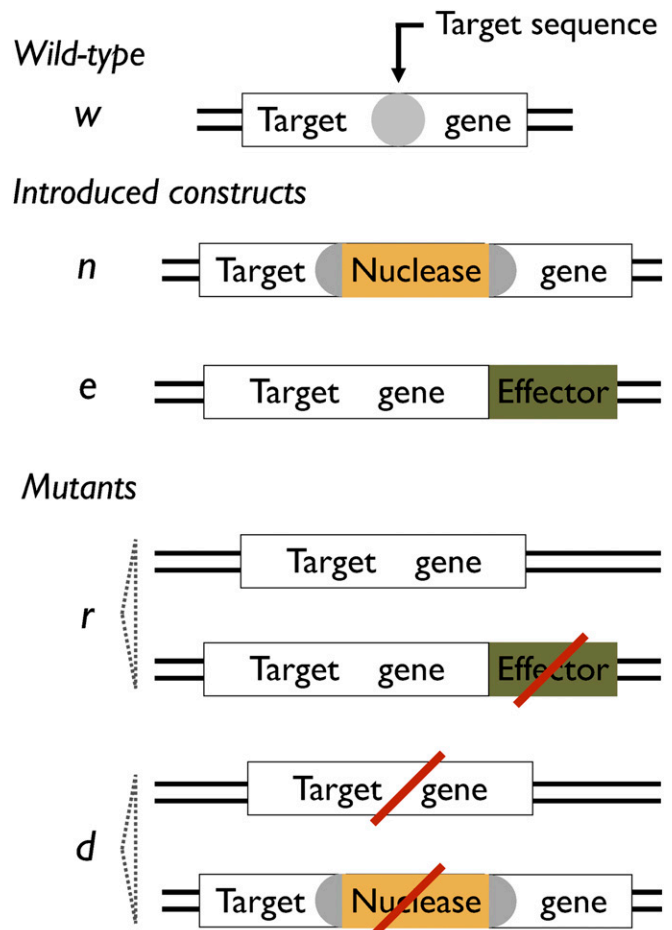 Target sequence
Wild-type
w
Target gene
Introduced constructs
n
Target Nuclease gene
e
Target gene Effector
Mutants
r
Target gene
Target gene Effector
d
Target gene
Target Nuclease gene